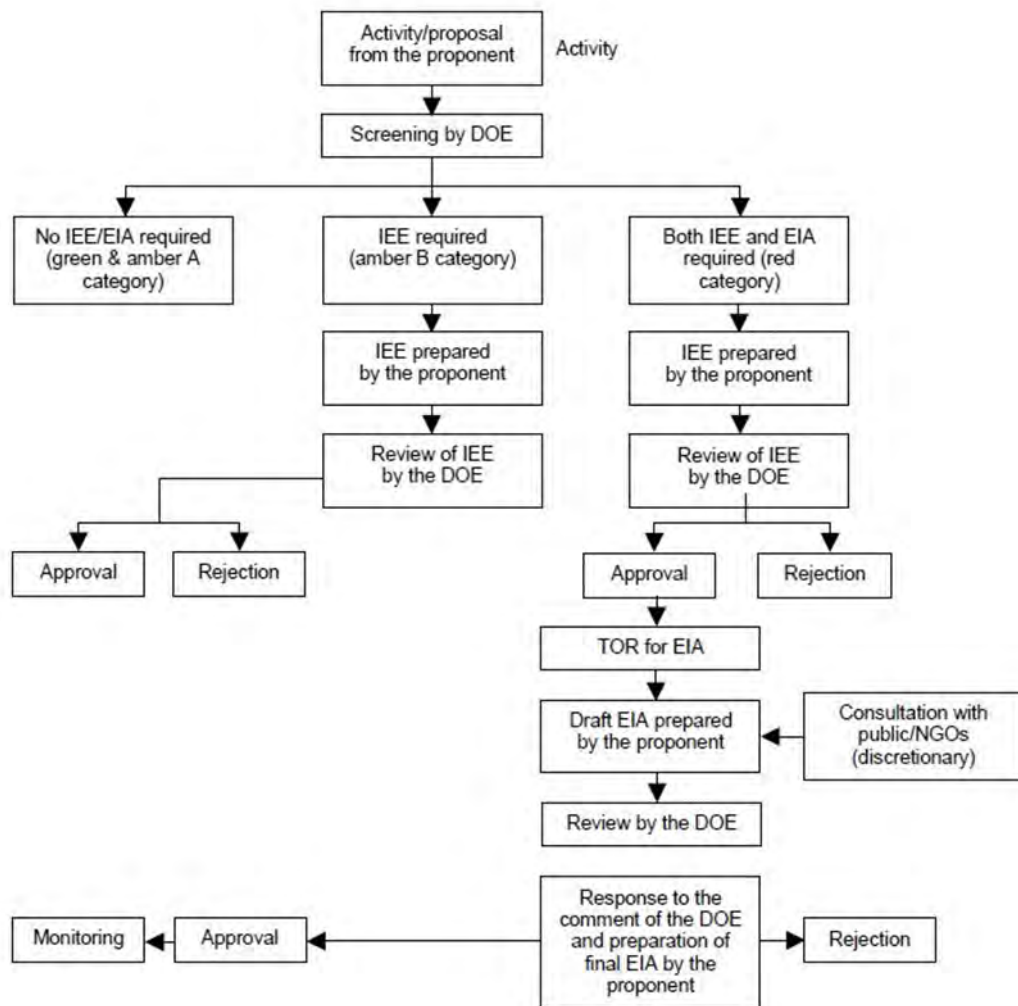 Activity/proposal
from the proponent
Activity
Screening by DOE
No IEE/EIA required
(green & amber A
category)
IEE required
(amber B category)
Both IEE and EIA
required (red
category)
IEE prepared
by the proponent
IEE prepared
by the proponent
Review of IEE
by the DOE
Review of IEE
by the DOE
Approval
Rejection
Approval
Rejection
TOR for EIA
Draft EIA prepared
by the proponent
Consultation with
public/NGOs
(discretionary)
Review by the DOE
Response to the
comment of the DOE
and preparation of
final EIA by the
proponent
Monitoring
Approval
Rejection